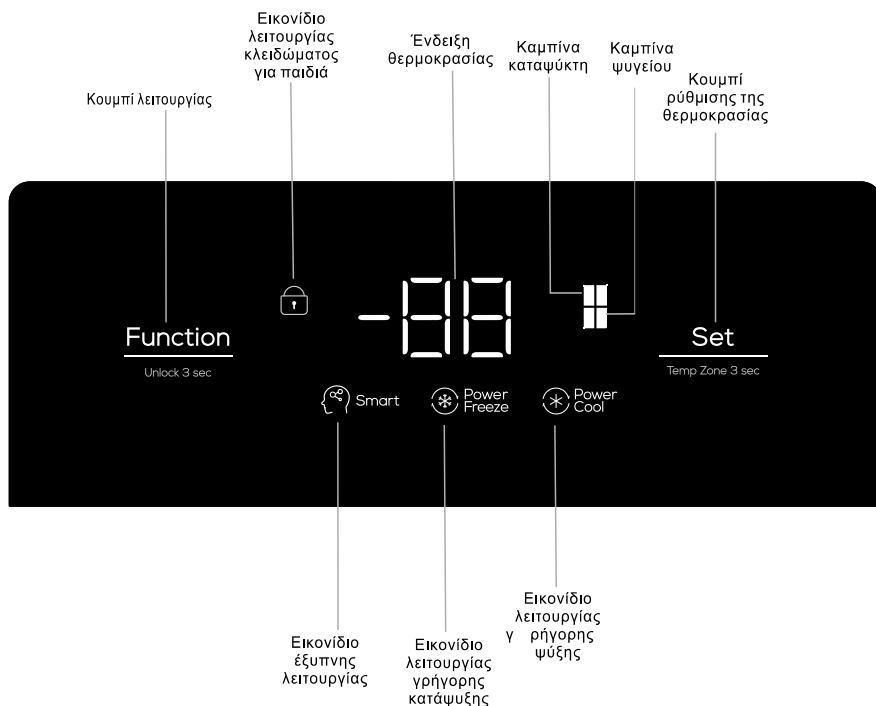 Εικονίδιο
λειτουργίας
κλειδώματος
για παιδιά
Ένδειξη
θερμοκρασίας
Καμπίνα
καταψύκτη
Καμπίνα
ψυγείου
Κουμπί
ρύθμισης της
θερμοκρασίας
Κουμπί λειτουργίας
-88
Function
Unlock 3 sec
Set
Temp Zone 3 sec
Smart
Power
Freeze
Power
Cool
Εικονίδιο
έξυπνης
λειτουργίας
Εικονίδιο
λειτουργίας
γρήγορης
κατάψυξης
Εικονίδιο
λειτουργίας
γ ρήγορης
ψύξης